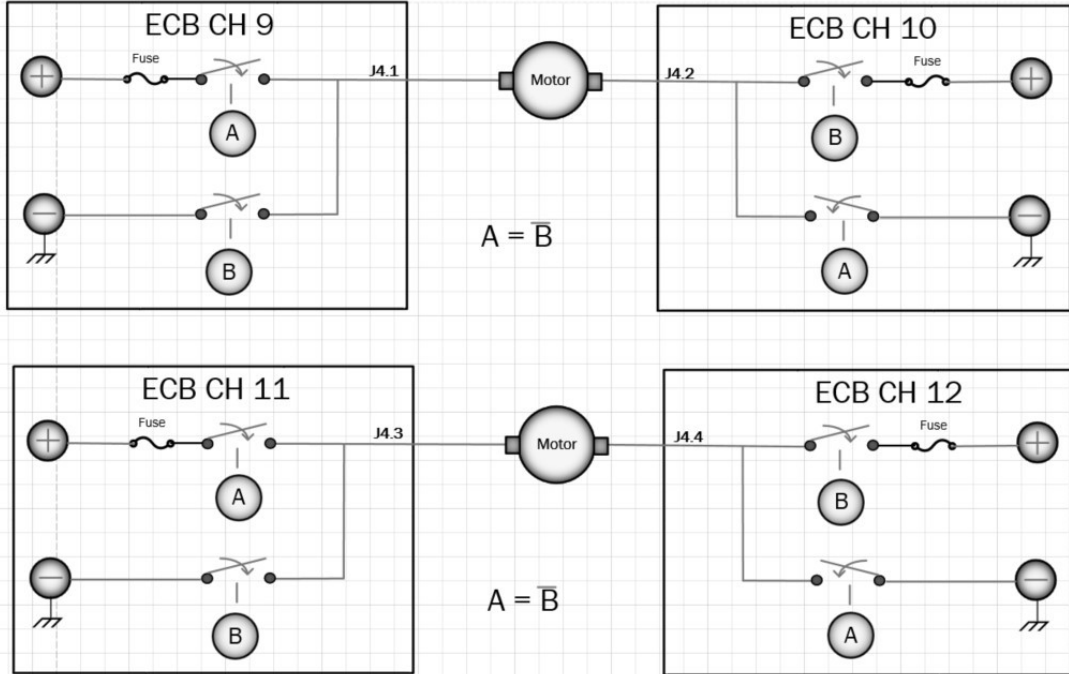 ECB CH 9
Fuse
+
A
J4.1
−
B
Motor
A = B̅
ECB CH 10
J4.2
Fuse
+
B
−
A
ECB CH 11
Fuse
+
A
J4.3
−
B
Motor
A = B̅
ECB CH 12
J4.4
Fuse
+
B
−
A